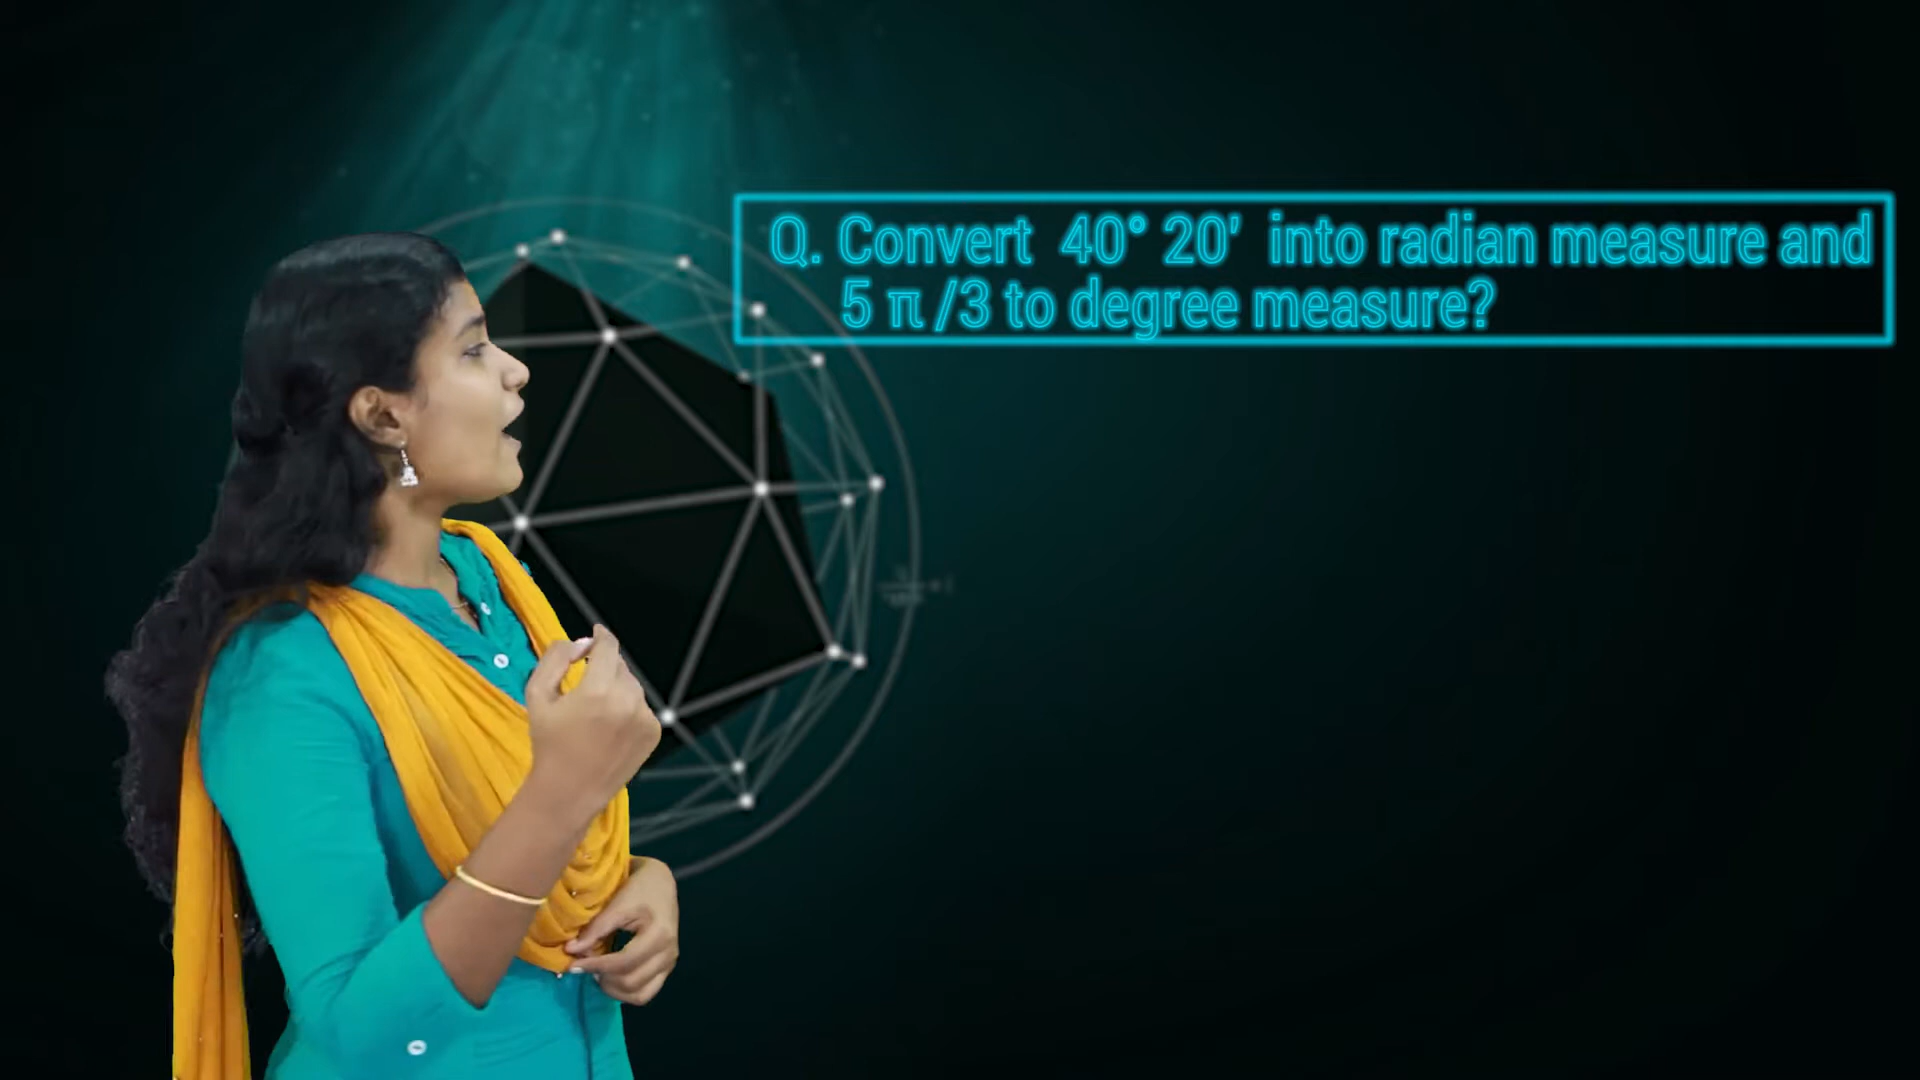 Q. Convert 40° 20′ into radian measure and
5 π /3 to degree measure?